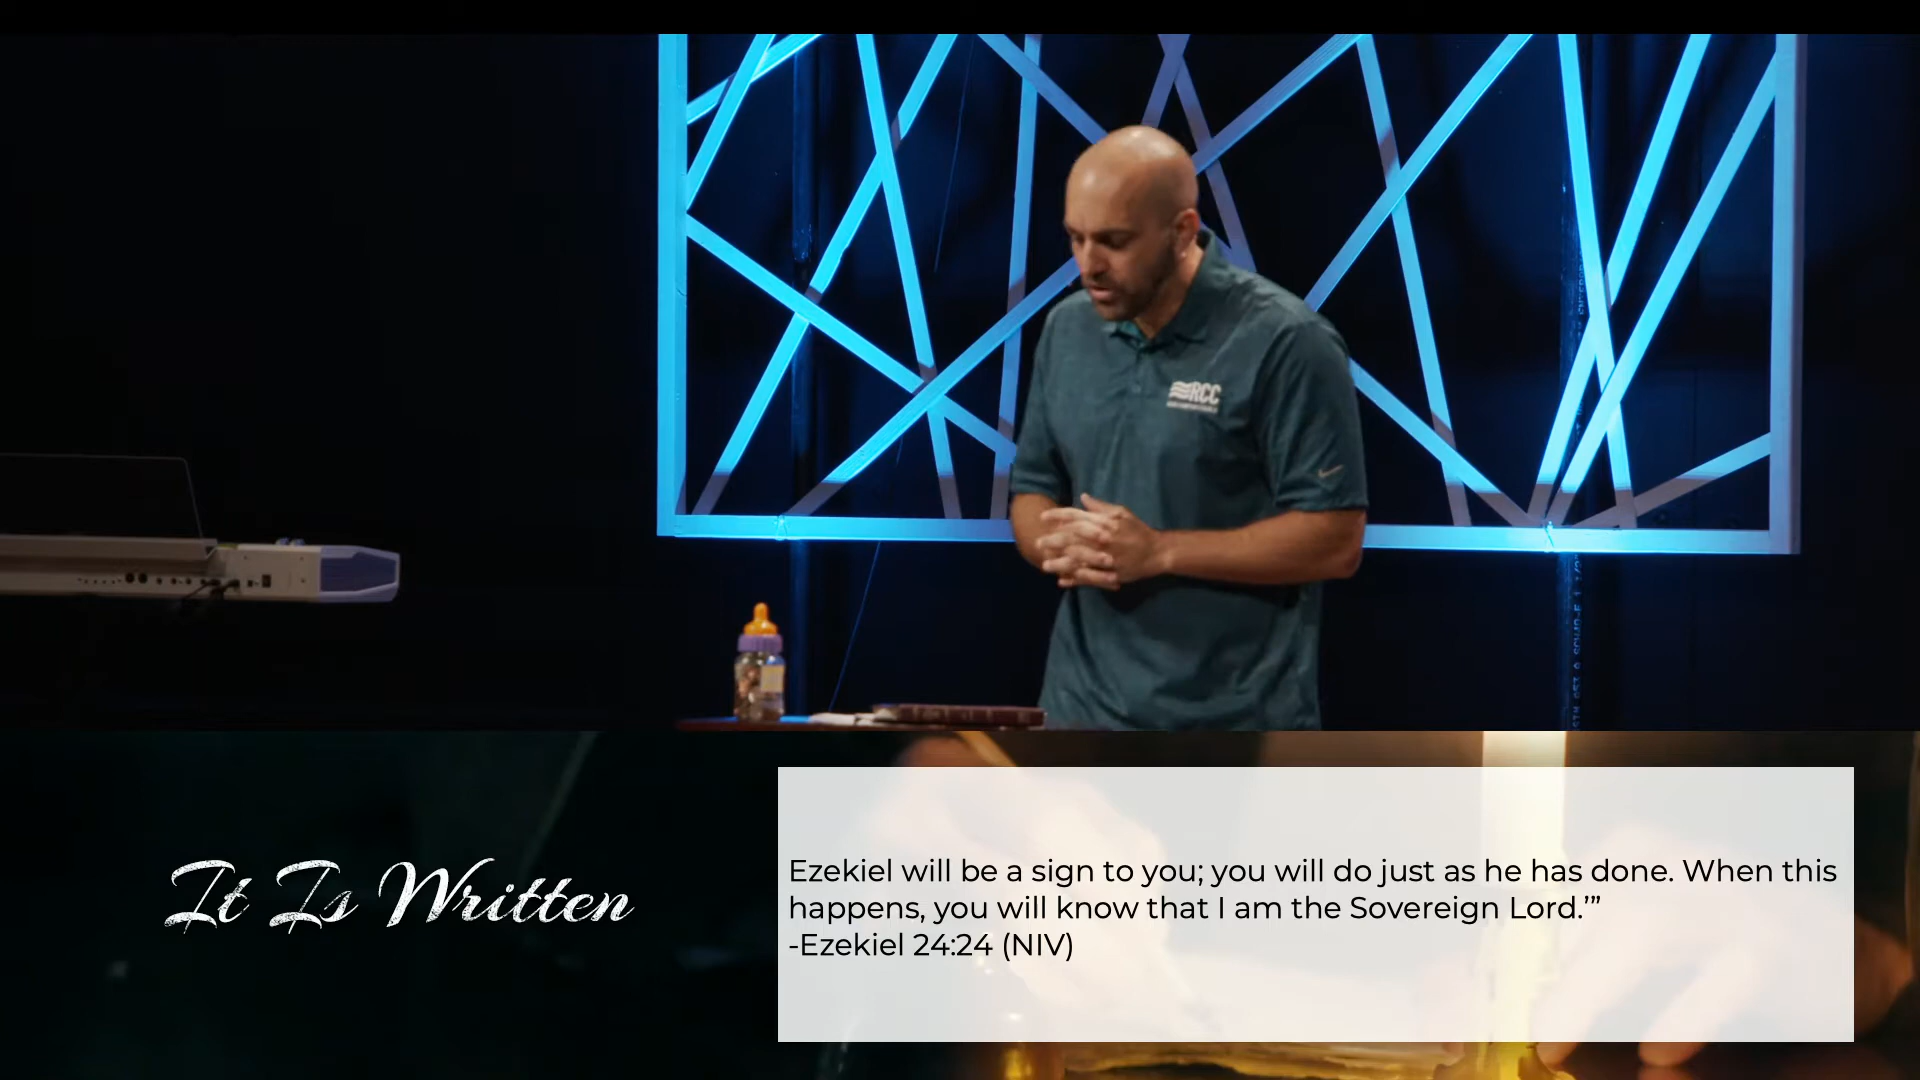 RCC
It Is Written
Ezekiel will be a sign to you; you will do just as he has done. When this
happens, you will know that I am the Sovereign Lord.’”
-Ezekiel 24:24 (NIV)